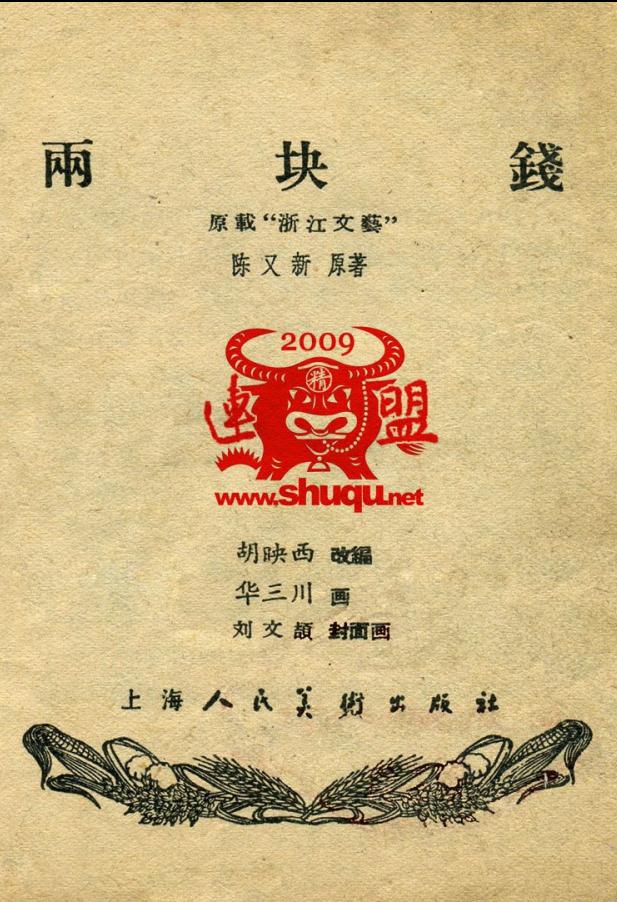 兩块錢
原載“浙江文藝”
陈又新 原著
2009
精
連盟
www.shuqu.net
胡映西 改編
华三川 画
刘文頡 封面画
上海人民美術出版社